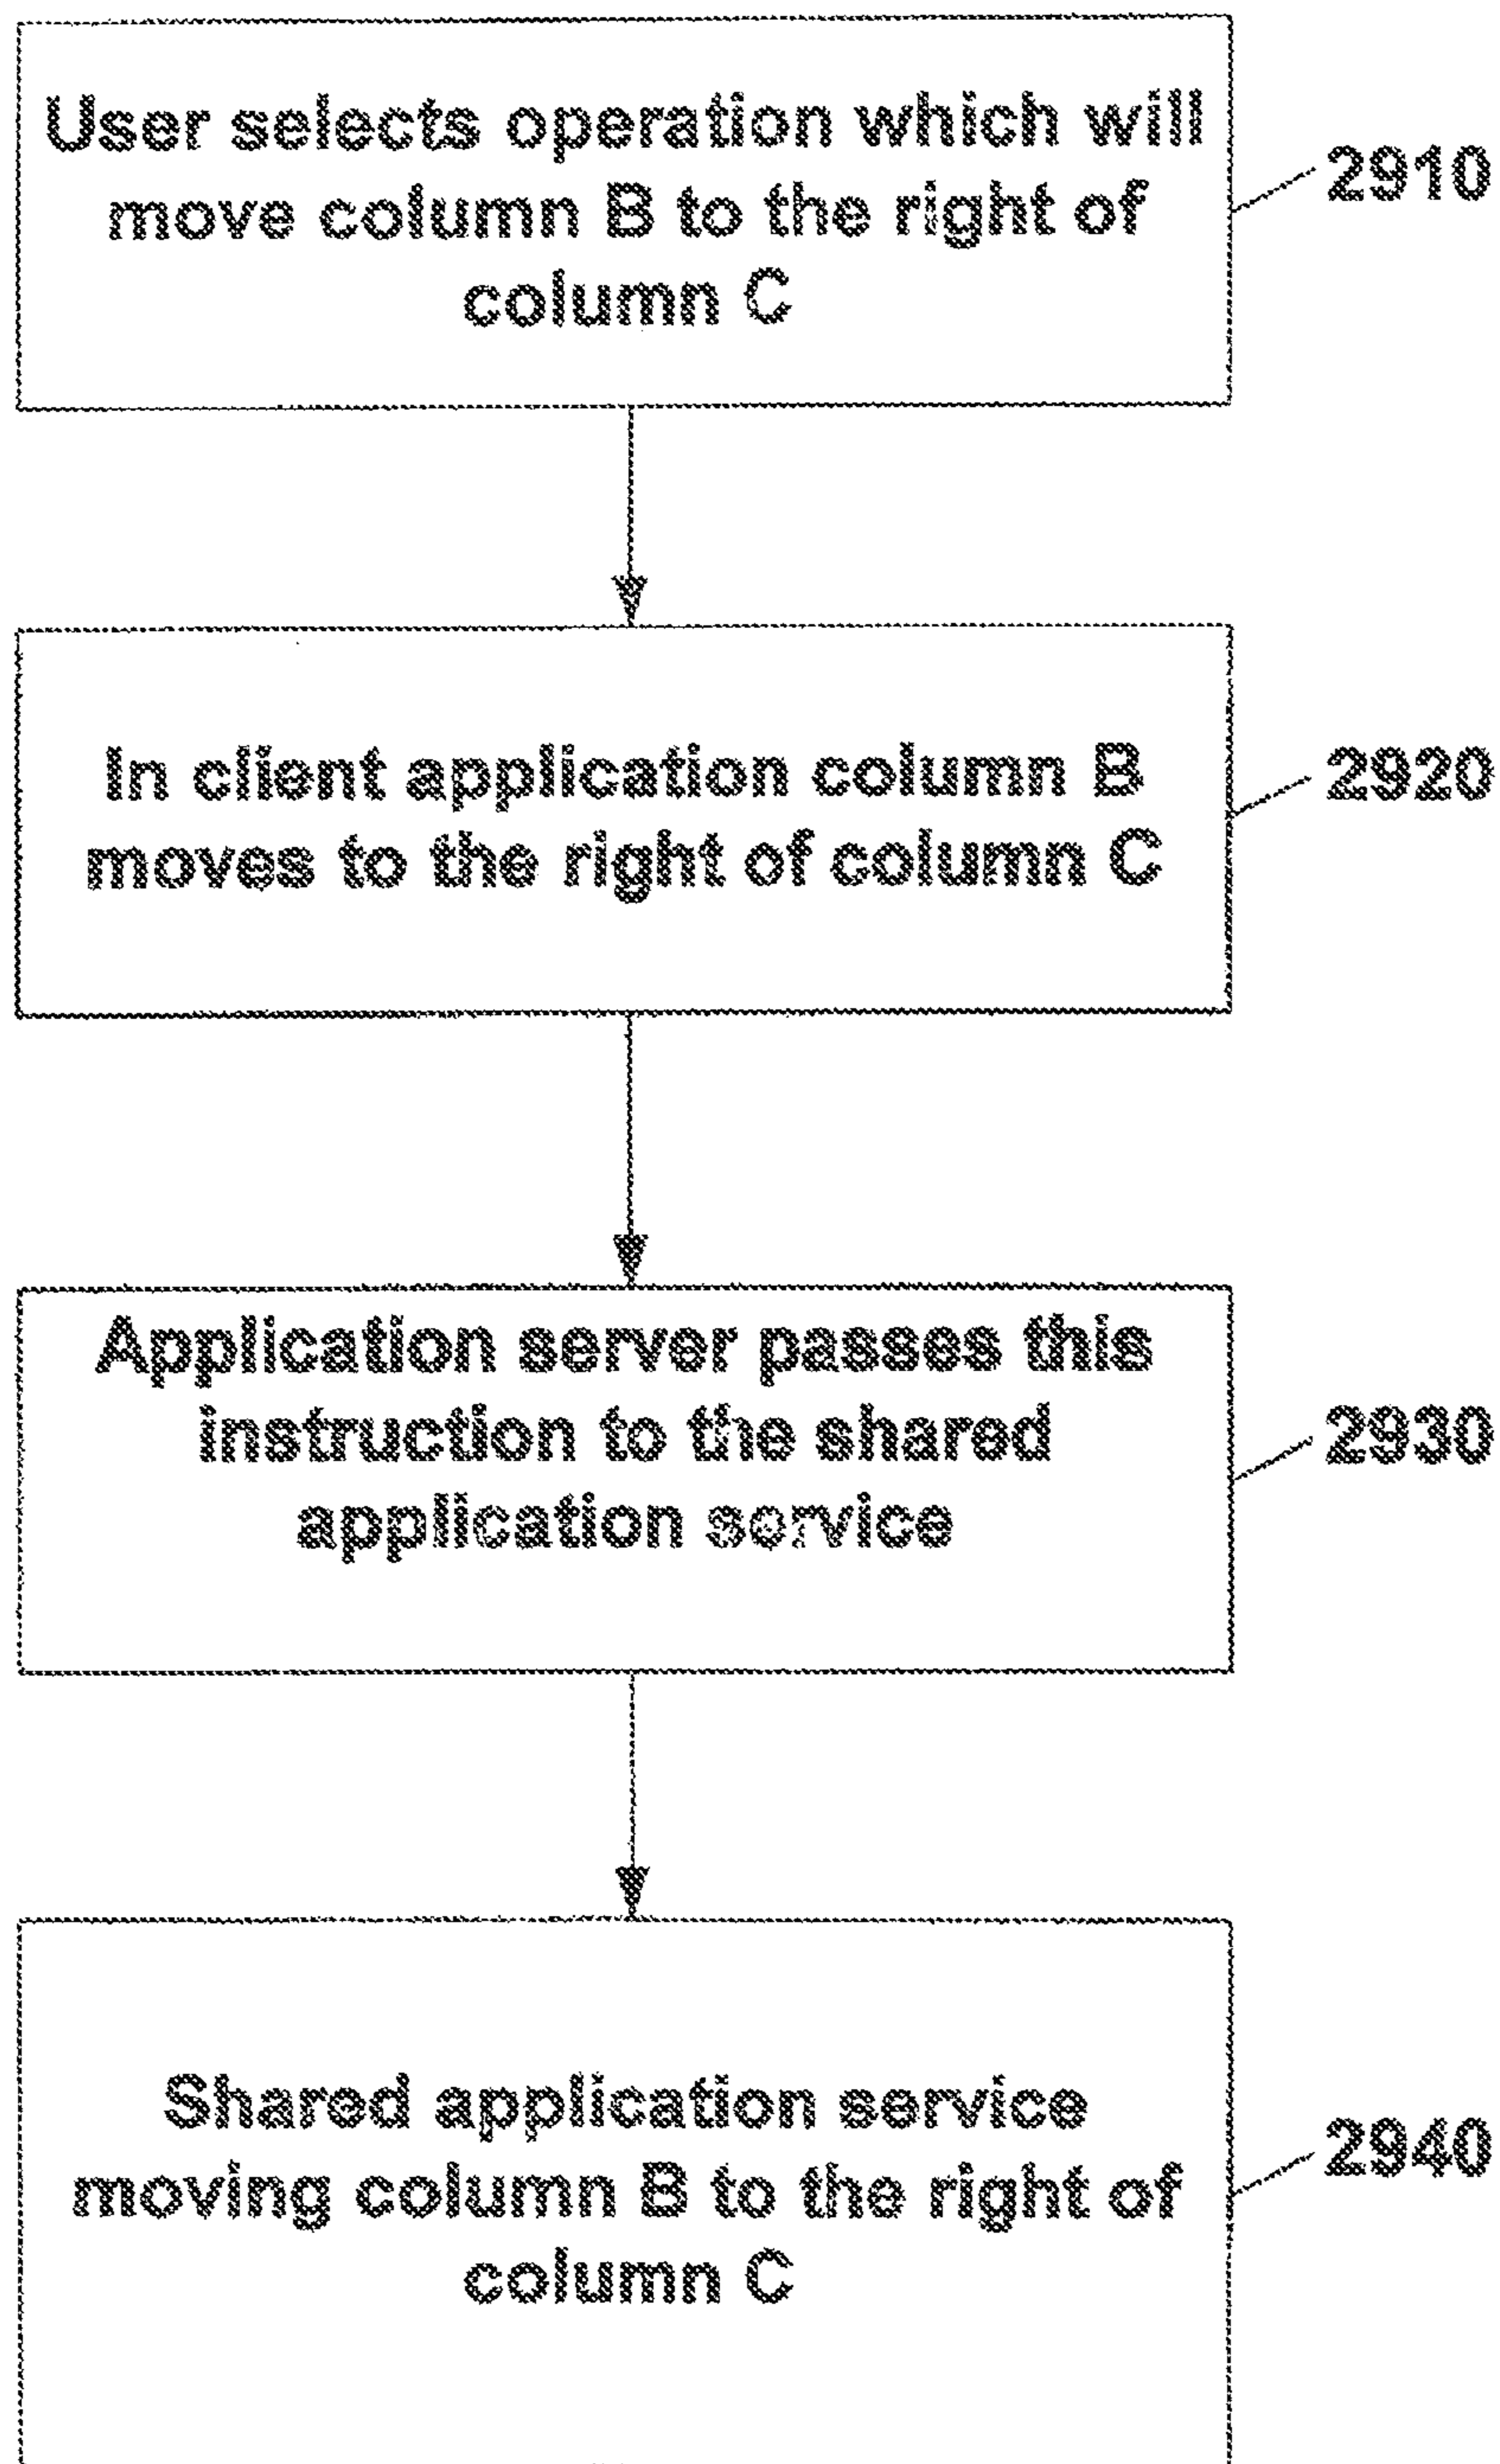 User selects operation which will
move column B to the right of
column C
2910
In client application column B
moves to the right of column C
2920
Application server passes this
instruction to the shared
application service
2930
Shared application service
moving column B to the right of
column C
2940